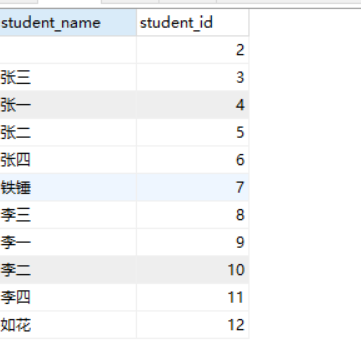 student_name student_id
2
张三 3
张一 4
张二 5
张四 6
铁锤 7
李三 8
李一 9
李二 10
李四 11
如花 12